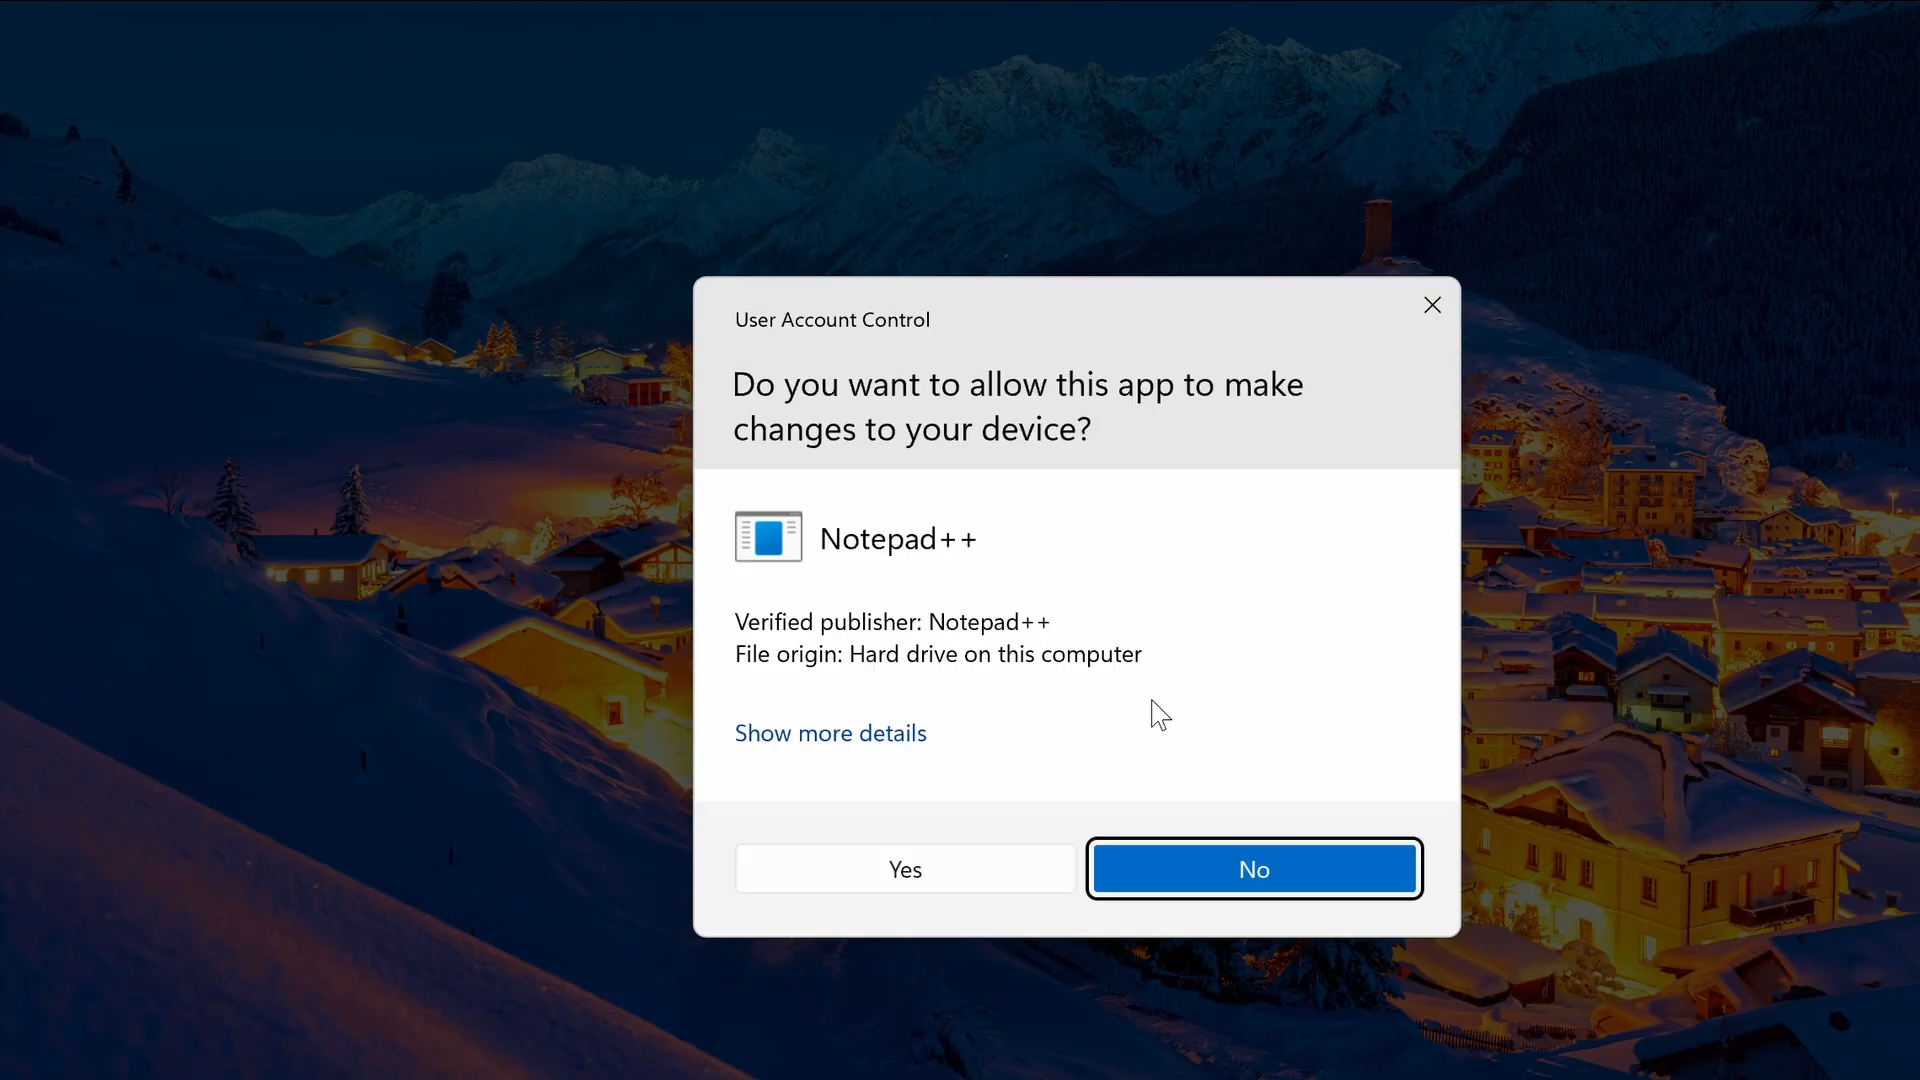 User Account Control
Do you want to allow this app to make
changes to your device?
Notepad++
Verified publisher: Notepad++
File origin: Hard drive on this computer
Show more details
Yes
No